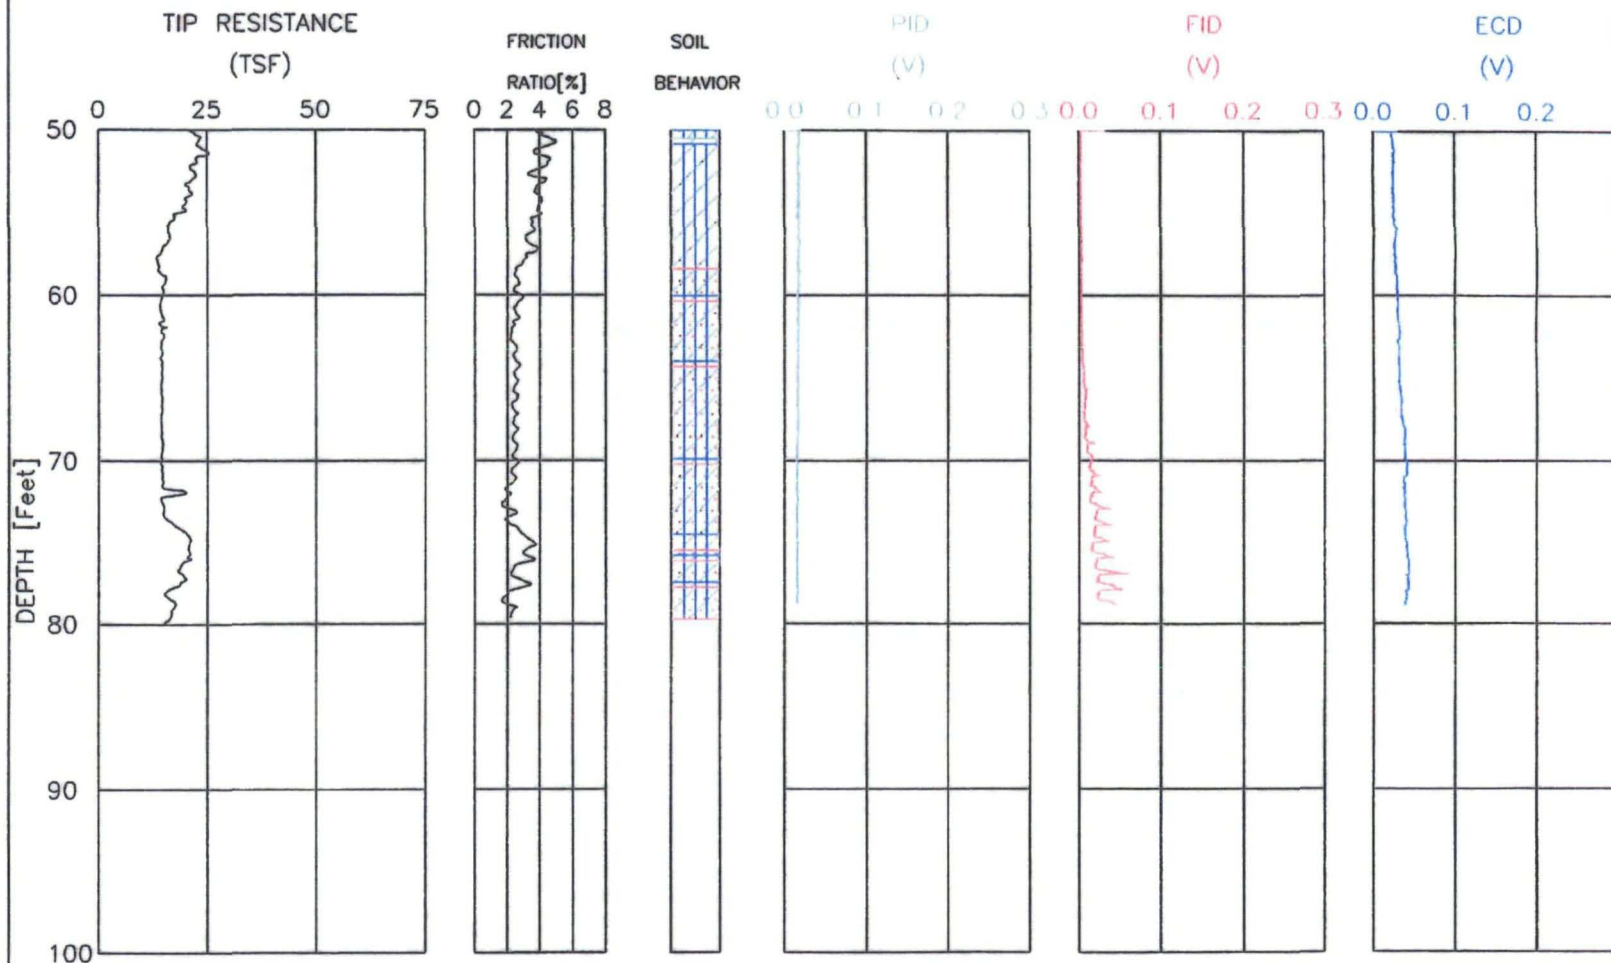 TIP RESISTANCE
(TSF)
0 25 50 75
FRICTION
RATIO[%]
0 2 4 6 8
SOIL
BEHAVIOR
PID
(V)
0.0 0.1 0.2 0.3
FID
(V)
0.0 0.1 0.2 0.3
ECD
(V)
0.0 0.1 0.2
DEPTH [Feet]
50
60
70
80
90
100